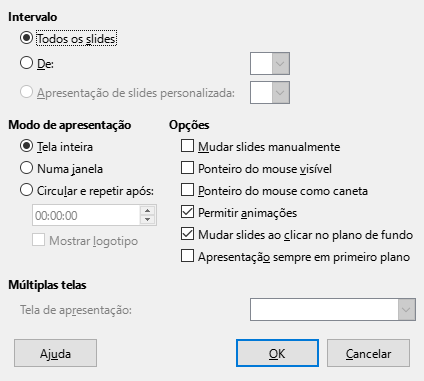 Intervalo
Todos os slides
De:
Apresentação de slides personalizada:
Modo de apresentação
Tela inteira
Numa janela
Circular e repetir após:
00:00:00
Mostrar logotipo
Opções
Mudar slides manualmente
Ponteiro do mouse visível
Ponteiro do mouse como caneta
Permitir animações
Mudar slides ao clicar no plano de fundo
Apresentação sempre em primeiro plano
Múltiplas telas
Tela de apresentação:
Ajuda
OK
Cancelar